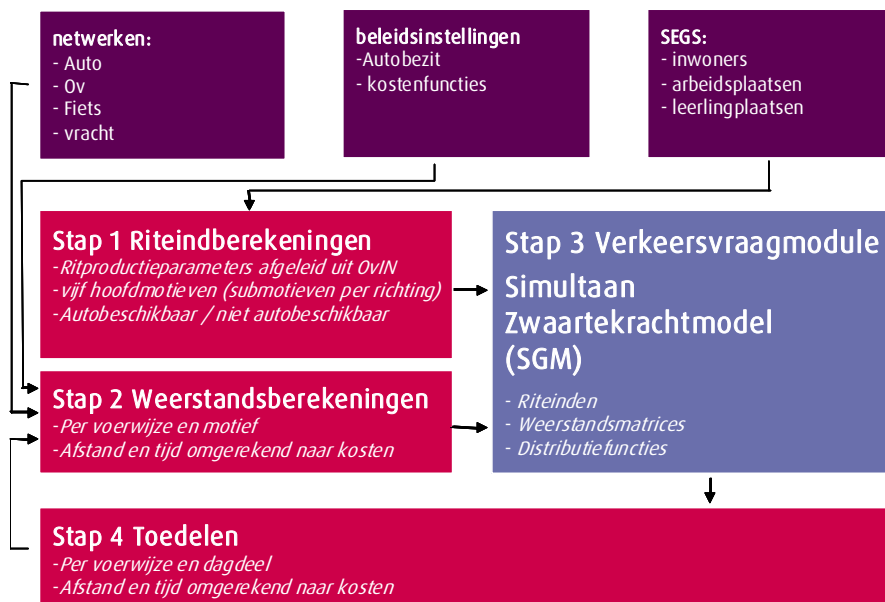 netwerken:
- Auto
- Ov
- Fiets
- vracht
beleidsinstellingen
-Autobezit
- kostenfuncties
SEGS:
- inwoners
- arbeidsplaatsen
- leerlingplaatsen
Stap 1 Riteindberekeningen
-Ritproductieparameters afgeleid uit OViN
- vijf hoofdmotieven (submotieven per richting)
-Autobeschikbaar / niet autobeschikbaar
Stap 2 Weerstandsberekeningen
-Per voerwijze en motief
-Afstand en tijd omgerekend naar kosten
Stap 3 Verkeersvraagmodule
Simultaan
Zwaartekrachtmodel
(SGM)
- Riteinden
- Weerstandsmatrices
- Distributiefuncties
Stap 4 Toedelen
-Per voerwijze en dagdeel
-Afstand en tijd omgerekend naar kosten